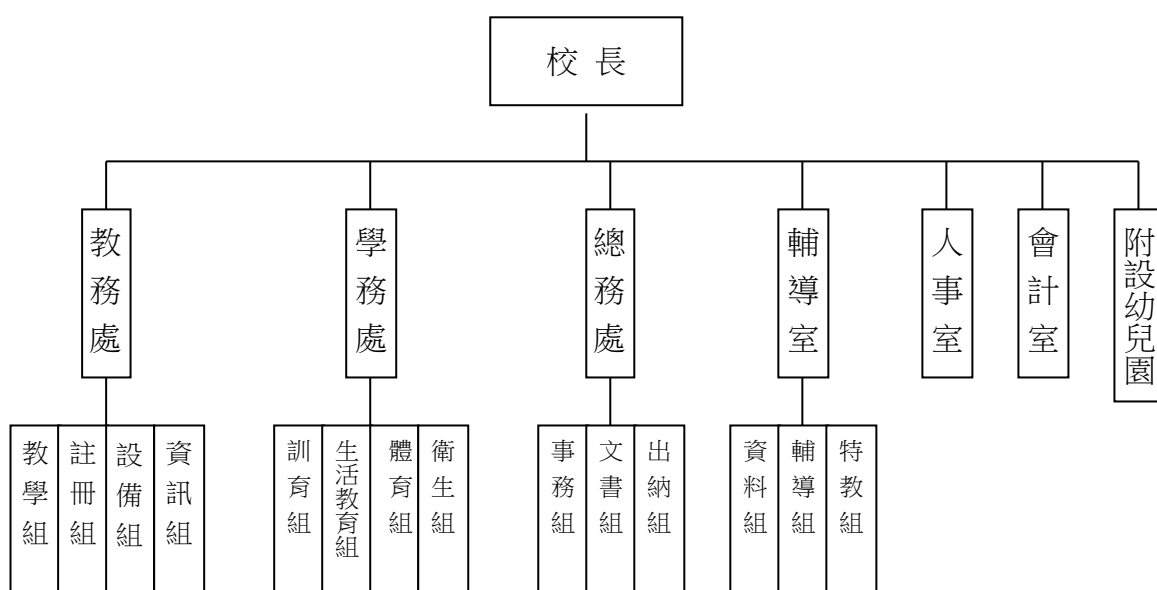 校長
教務處
學務處
總務處
輔導室
人事室
會計室
附設幼兒園
教學組
註冊組
設備組
資訊組
訓育組
生活教育組
體育組
衛生組
事務組
文書組
出納組
資料組
輔導組
特教組